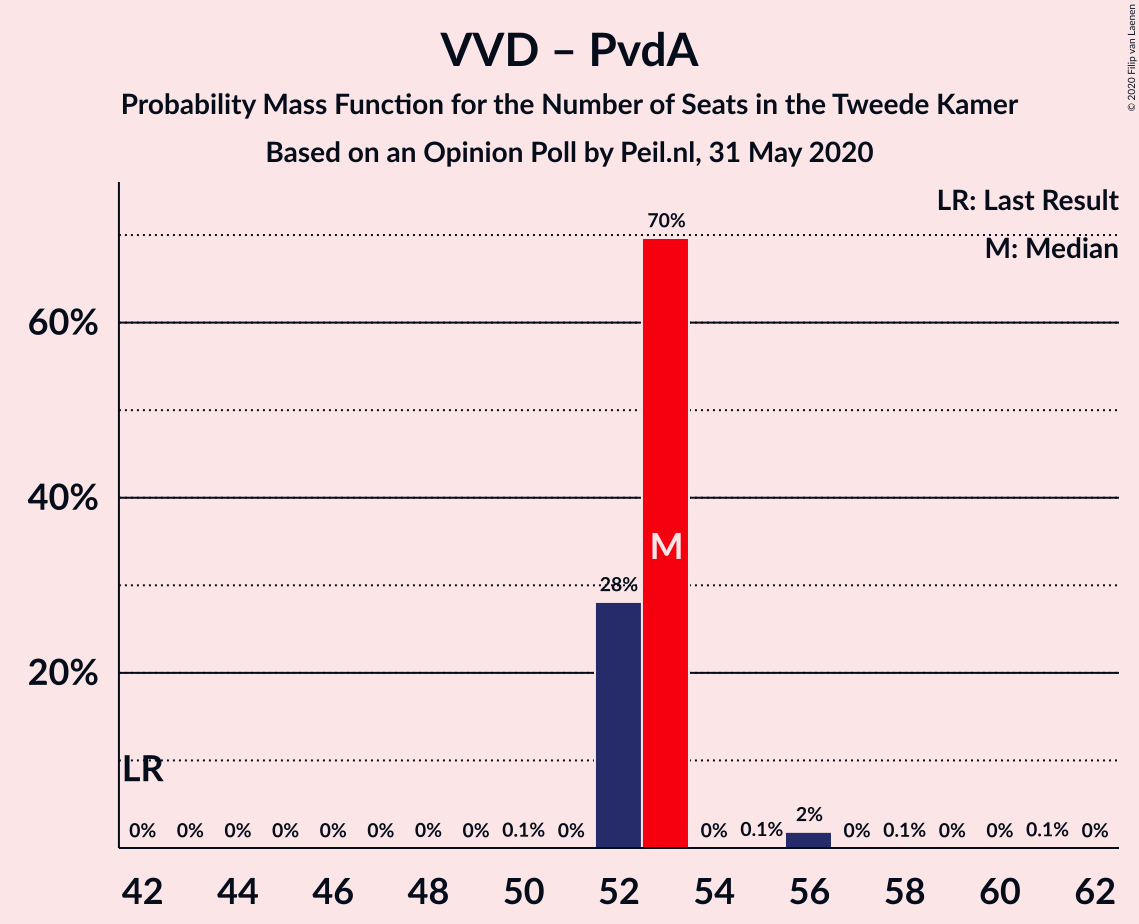 VVD – PvdA
Probability Mass Function for the Number of Seats in the Tweede Kamer
Based on an Opinion Poll by Peil.nl, 31 May 2020
© 2020 Filip van Laenen
LR: Last Result
M: Median
70%
60%
40%
M
28%
20%
LR
0% 0% 0% 0% 0% 0% 0% 0% 0.1% 0% 0% 0.1% 2% 0% 0.1% 0% 0% 0.1% 0%
42 44 46 48 50 52 54 56 58 60 62